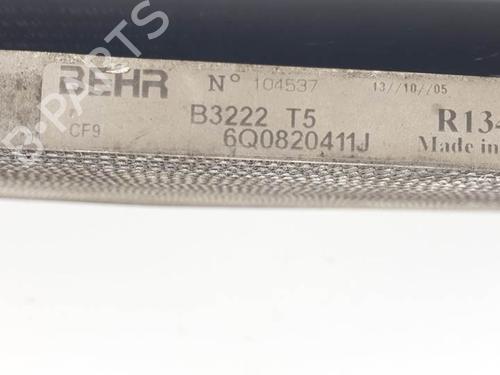 BEHR N° 104537 13//10//05
B3222 T5 R134
CF9 6Q0820411J Made in
B-PARTS